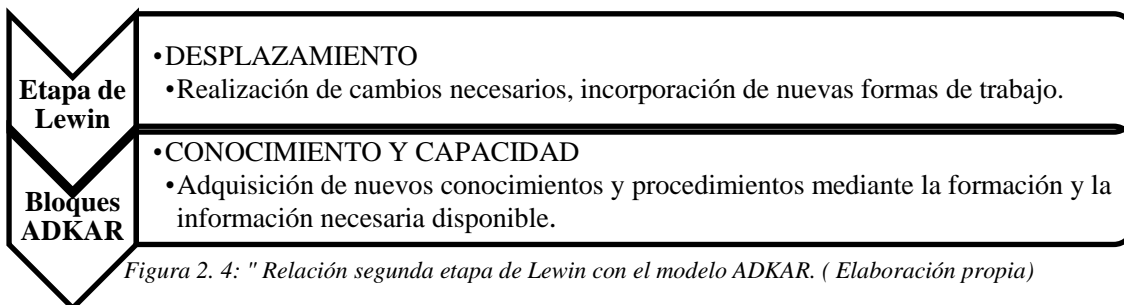 Etapa de
Lewin
•DESPLAZAMIENTO
•Realización de cambios necesarios, incorporación de nuevas formas de trabajo.
Bloques
ADKAR
•CONOCIMIENTO Y CAPACIDAD
•Adquisición de nuevos conocimientos y procedimientos mediante la formación y la
información necesaria disponible.
Figura 2. 4: " Relación segunda etapa de Lewin con el modelo ADKAR. ( Elaboración propia)